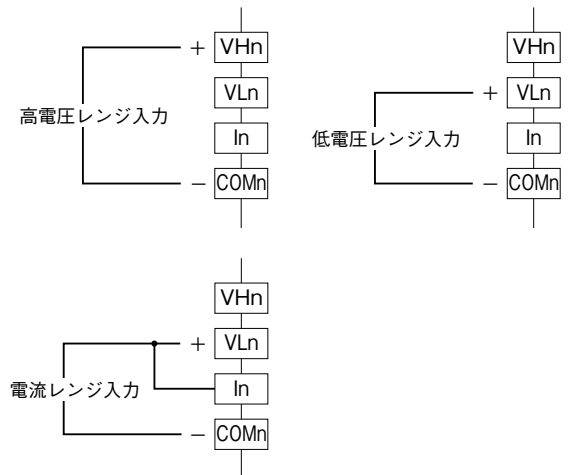 + VHn
VLn
高電圧レンジ入力
In
− COMn
VHn
+ VLn
低電圧レンジ入力
In
− COMn
VHn
+ VLn
電流レンジ入力
In
− COMn